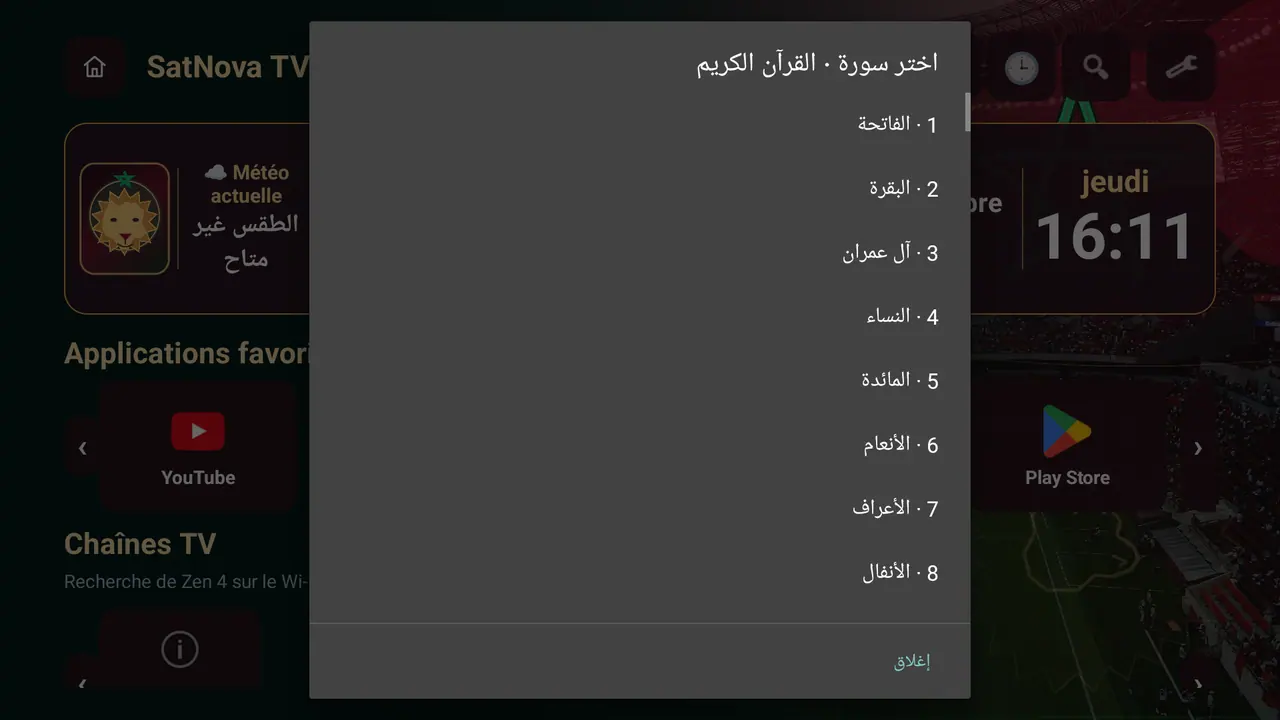 SatNova TV
Météo
actuelle
الطقس غير
متاح
jeudi
16:11
Applications favori
YouTube
Play Store
Chaînes TV
Recherche de Zen 4 sur le Wi-
اختر سورة · القرآن الكريم
1 · الفاتحة
2 · البقرة
3 · آل عمران
4 · النساء
5 · المائدة
6 · الأنعام
7 · الأعراف
8 · الأنفال
إغلاق